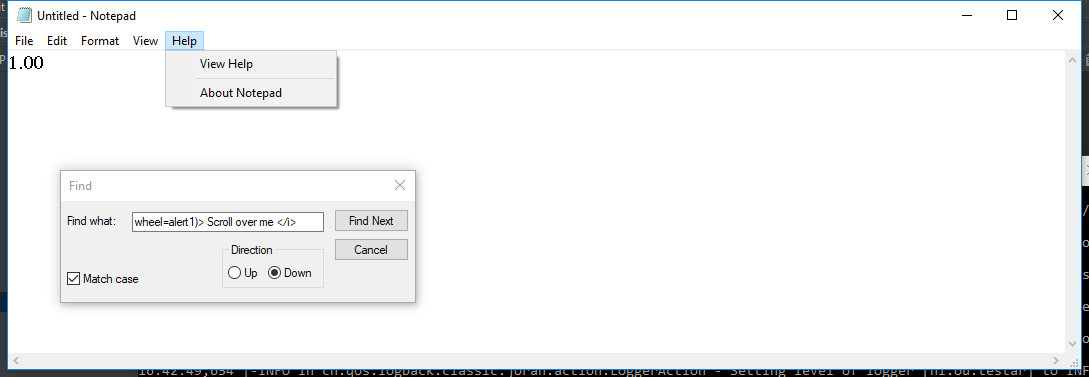 Untitled - Notepad
File Edit Format View Help
1.00
View Help
About Notepad
Find
Find what: wheel=alert1)> Scroll over me </i> Find Next
Cancel
Direction
Up Down
Match case
16:42:49,654 |-INFO in ch.qos.logback.classic.joran.action.LoggerAction - Setting level of logger [nl.ou.testar] to INF